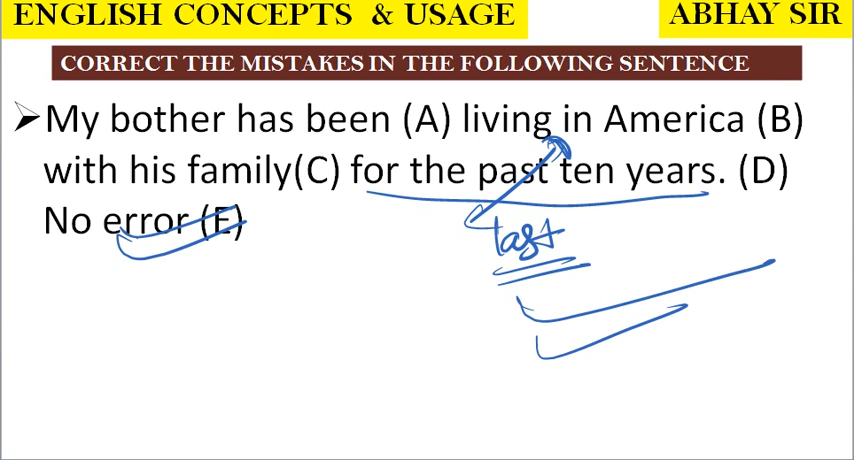 ENGLISH CONCEPTS & USAGE
ABHAY SIR
CORRECT THE MISTAKES IN THE FOLLOWING SENTENCE
➢My bother has been (A) living in America (B)
with his family(C) for the past ten years. (D)
No error (E)
last